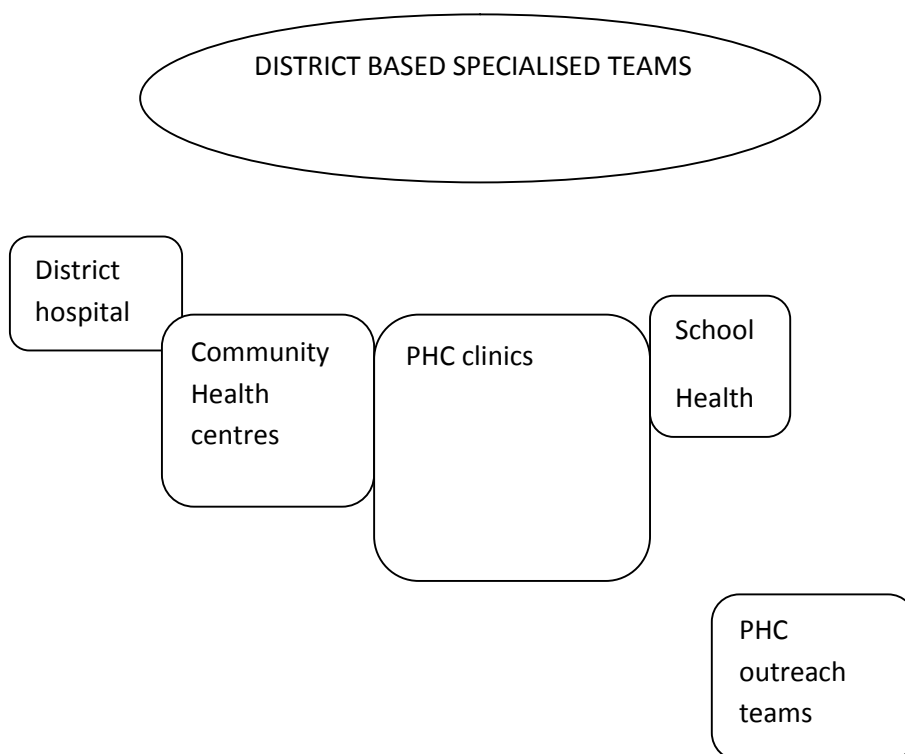 DISTRICT BASED SPECIALISED TEAMS
District
hospital
Community
Health
centres
PHC clinics
School
Health
PHC
outreach
teams